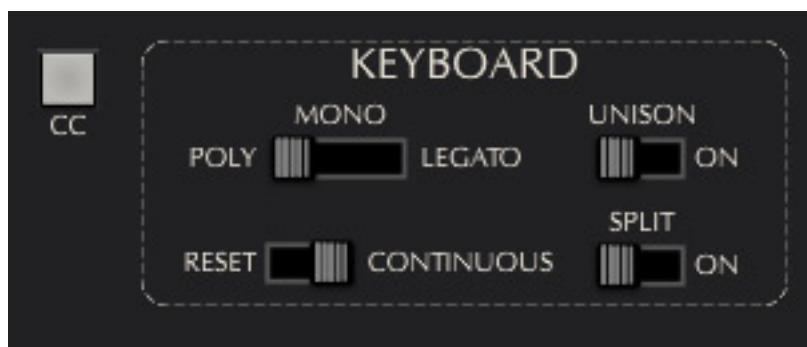 KEYBOARD
CC
MONO
UNISON
POLY
LEGATO
ON
SPLIT
RESET
CONTINUOUS
ON